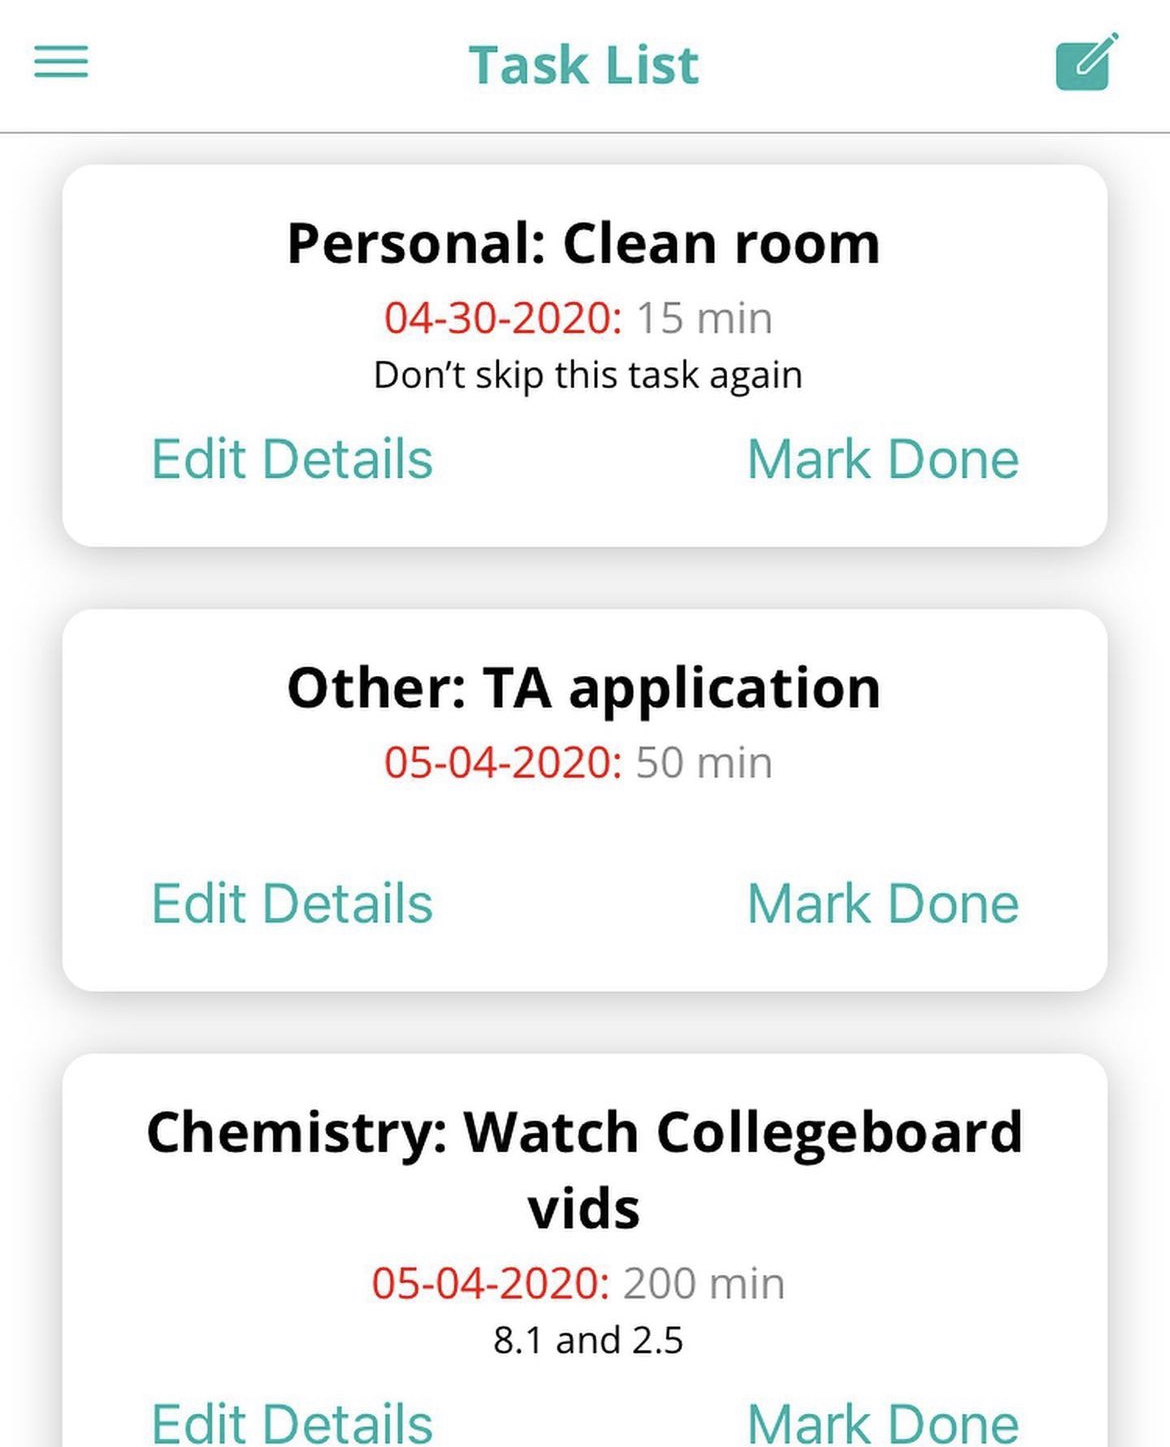 Task List
Personal: Clean room
04-30-2020: 15 min
Don’t skip this task again
Edit Details Mark Done
Other: TA application
05-04-2020: 50 min
Edit Details Mark Done
Chemistry: Watch Collegeboard
vids
05-04-2020: 200 min
8.1 and 2.5
Edit Details Mark Done